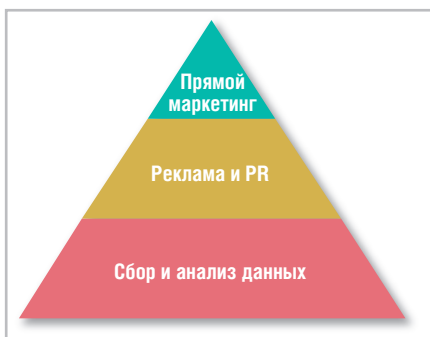 Прямой
маркетинг
Реклама и PR
Сбор и анализ данных